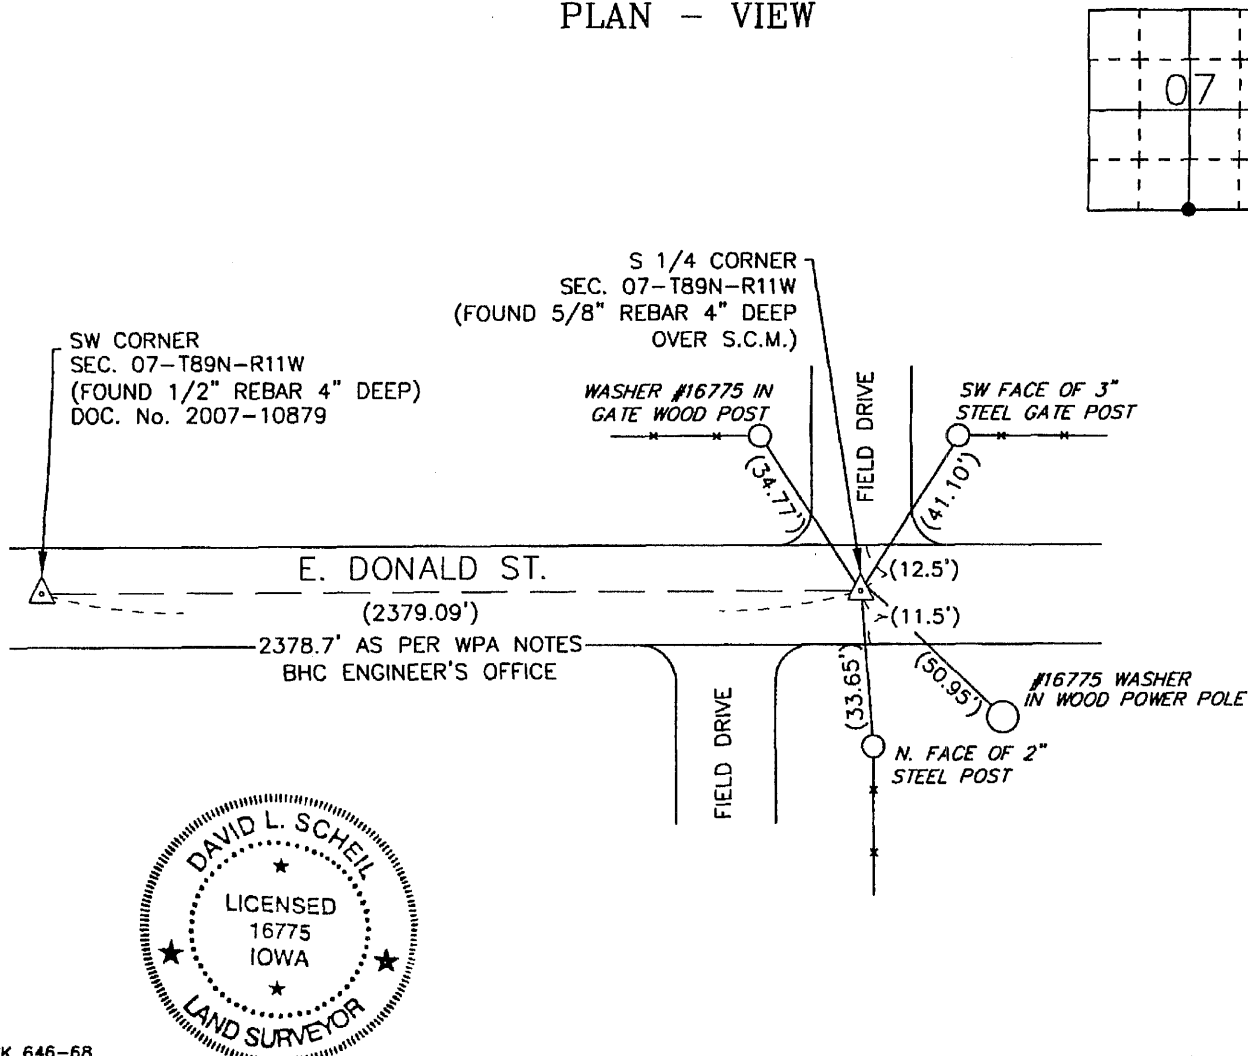 PLAN - VIEW
07
S 1/4 CORNER
SEC. 07-T89N-R11W
(FOUND 5/8" REBAR 4" DEEP
OVER S.C.M.)
SW CORNER
SEC. 07-T89N-R11W
(FOUND 1/2" REBAR 4" DEEP)
DOC. No. 2007-10879
WASHER #16775 IN
GATE WOOD POST
FIELD DRIVE
SW FACE OF 3"
STEEL GATE POST
(34.77')
(41.10')
E. DONALD ST.
(12.5')
(2379.09')
(11.5')
2378.7' AS PER WPA NOTES
BHC ENGINEER'S OFFICE
(33.65')
(50.95')
#16775 WASHER
IN WOOD POWER POLE
FIELD DRIVE
N. FACE OF 2"
STEEL POST
DAVID L. SCHEIL
LICENSED
16775
IOWA
LAND SURVEYOR
646-68